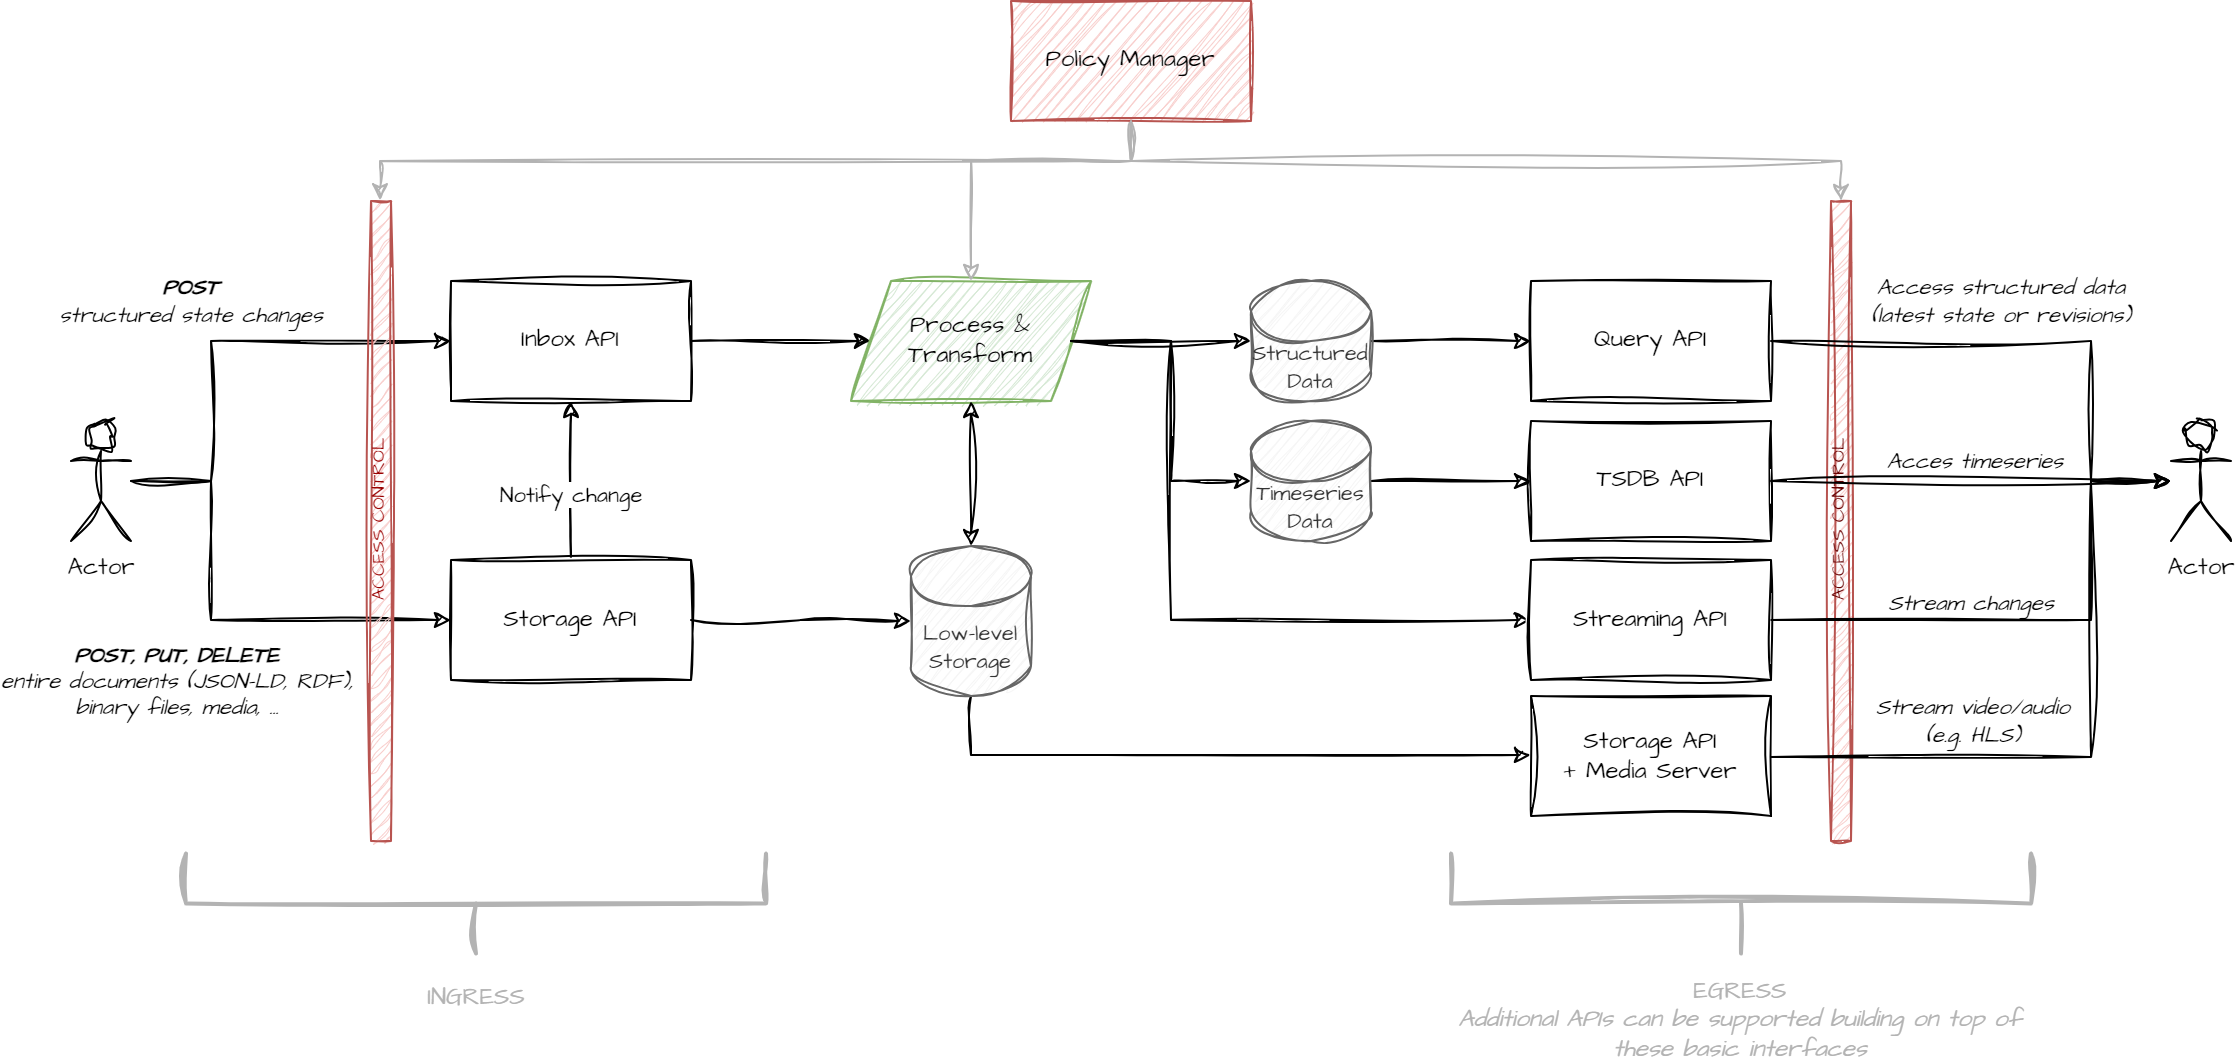 Policy Manager
POST
structured state changes
Inbox API
Process &
Transform
Structured
Data
Query API
Access structured data
(latest state or revisions)
ACCESS CONTROL
Actor
Notify change
Timeseries
Data
TSDB API
ACCESS CONTROL
Acces timeseries
Actor
Storage API
Low-level
Storage
Streaming API
Stream changes
POST, PUT, DELETE
entire documents (JSON-LD, RDF),
binary files, media, ...
Storage API
+ Media Server
Stream video/audio
(e.g. HLS)
INGRESS
EGRESS
Additional APIs can be supported building on top of
these basic interfaces